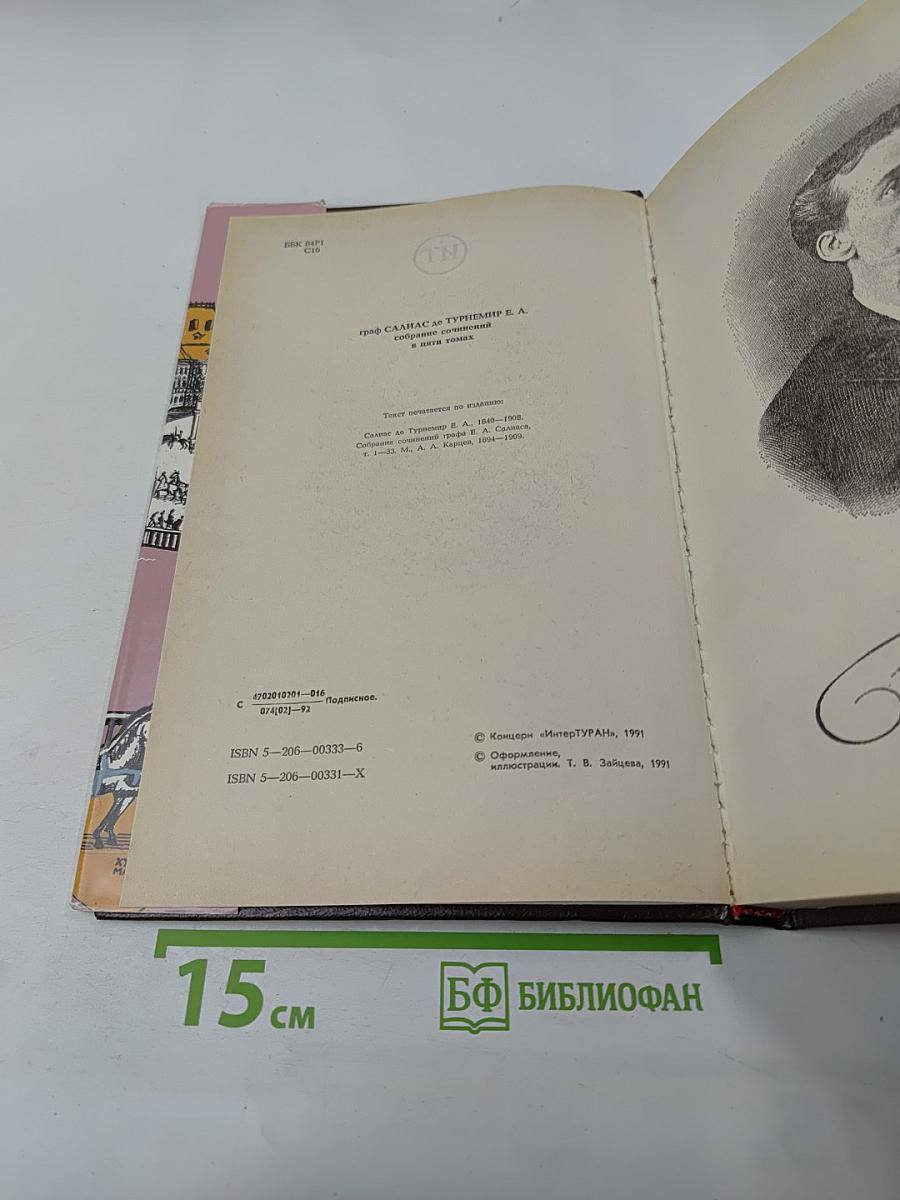 ББК 84Р1
С16
ИТ
граф САЛИАС де ТУРНЕМИР Е. А.
собрание сочинений
в пяти томах
Текст печатается по изданию:
Салиас де Турнемир Е. А., 1840—1908.
Собрание сочинений графа Е. А. Салиаса,
т. 1—33. М., А. А. Карцев, 1894—1909.
С 4702010201—016 Подписное.
074(02)—92
ISBN 5—206—00333—6
ISBN 5—206—00331—X
© Концерн «ИнтерТУРАН», 1991
© Оформление,
иллюстрации. Т. В. Зайцева, 1991
15 см
БФ БИБЛИОФАН